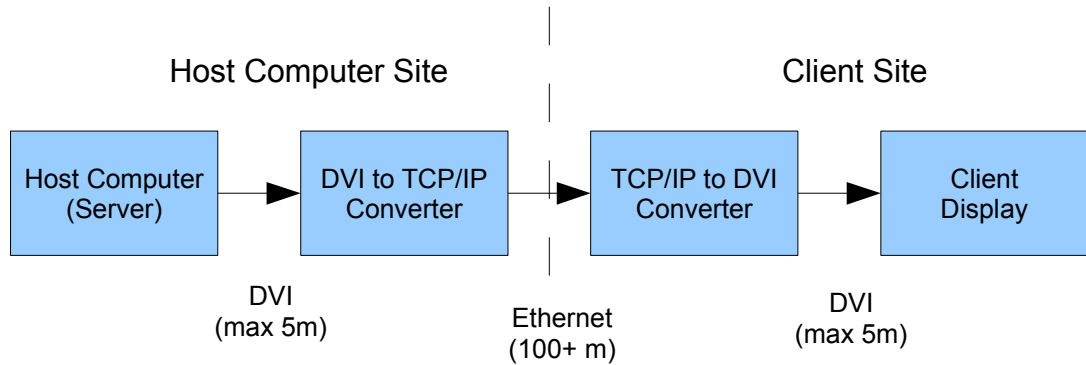 Host Computer Site
Client Site
Host Computer
(Server)
DVI to TCP/IP
Converter
TCP/IP to DVI
Converter
Client
Display
DVI
(max 5m)
Ethernet
(100+ m)
DVI
(max 5m)